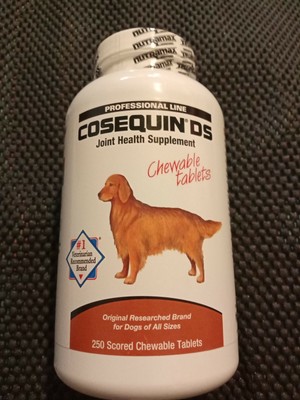 nutramax
nutramax
PROFESSIONAL LINE
COSEQUIN® DS
Joint Health Supplement
Chewable
tablets
#1
Veterinarian
Recommended
Brand
Original Researched Brand
for Dogs of All Sizes
250 Scored Chewable Tablets